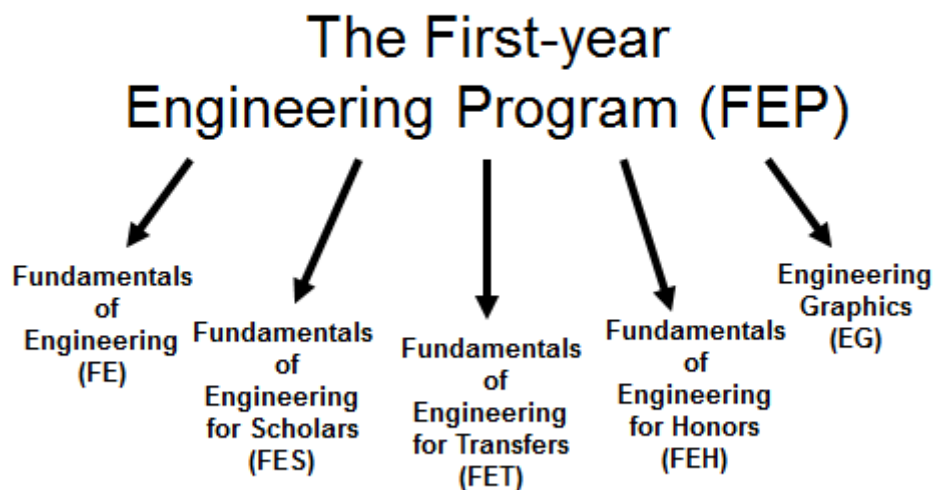 The First-year
Engineering Program (FEP)
Fundamentals
of
Engineering
(FE)
Fundamentals
of
Engineering
for Scholars
(FES)
Fundamentals
of
Engineering
for Transfers
(FET)
Fundamentals
of
Engineering
for Honors
(FEH)
Engineering
Graphics
(EG)